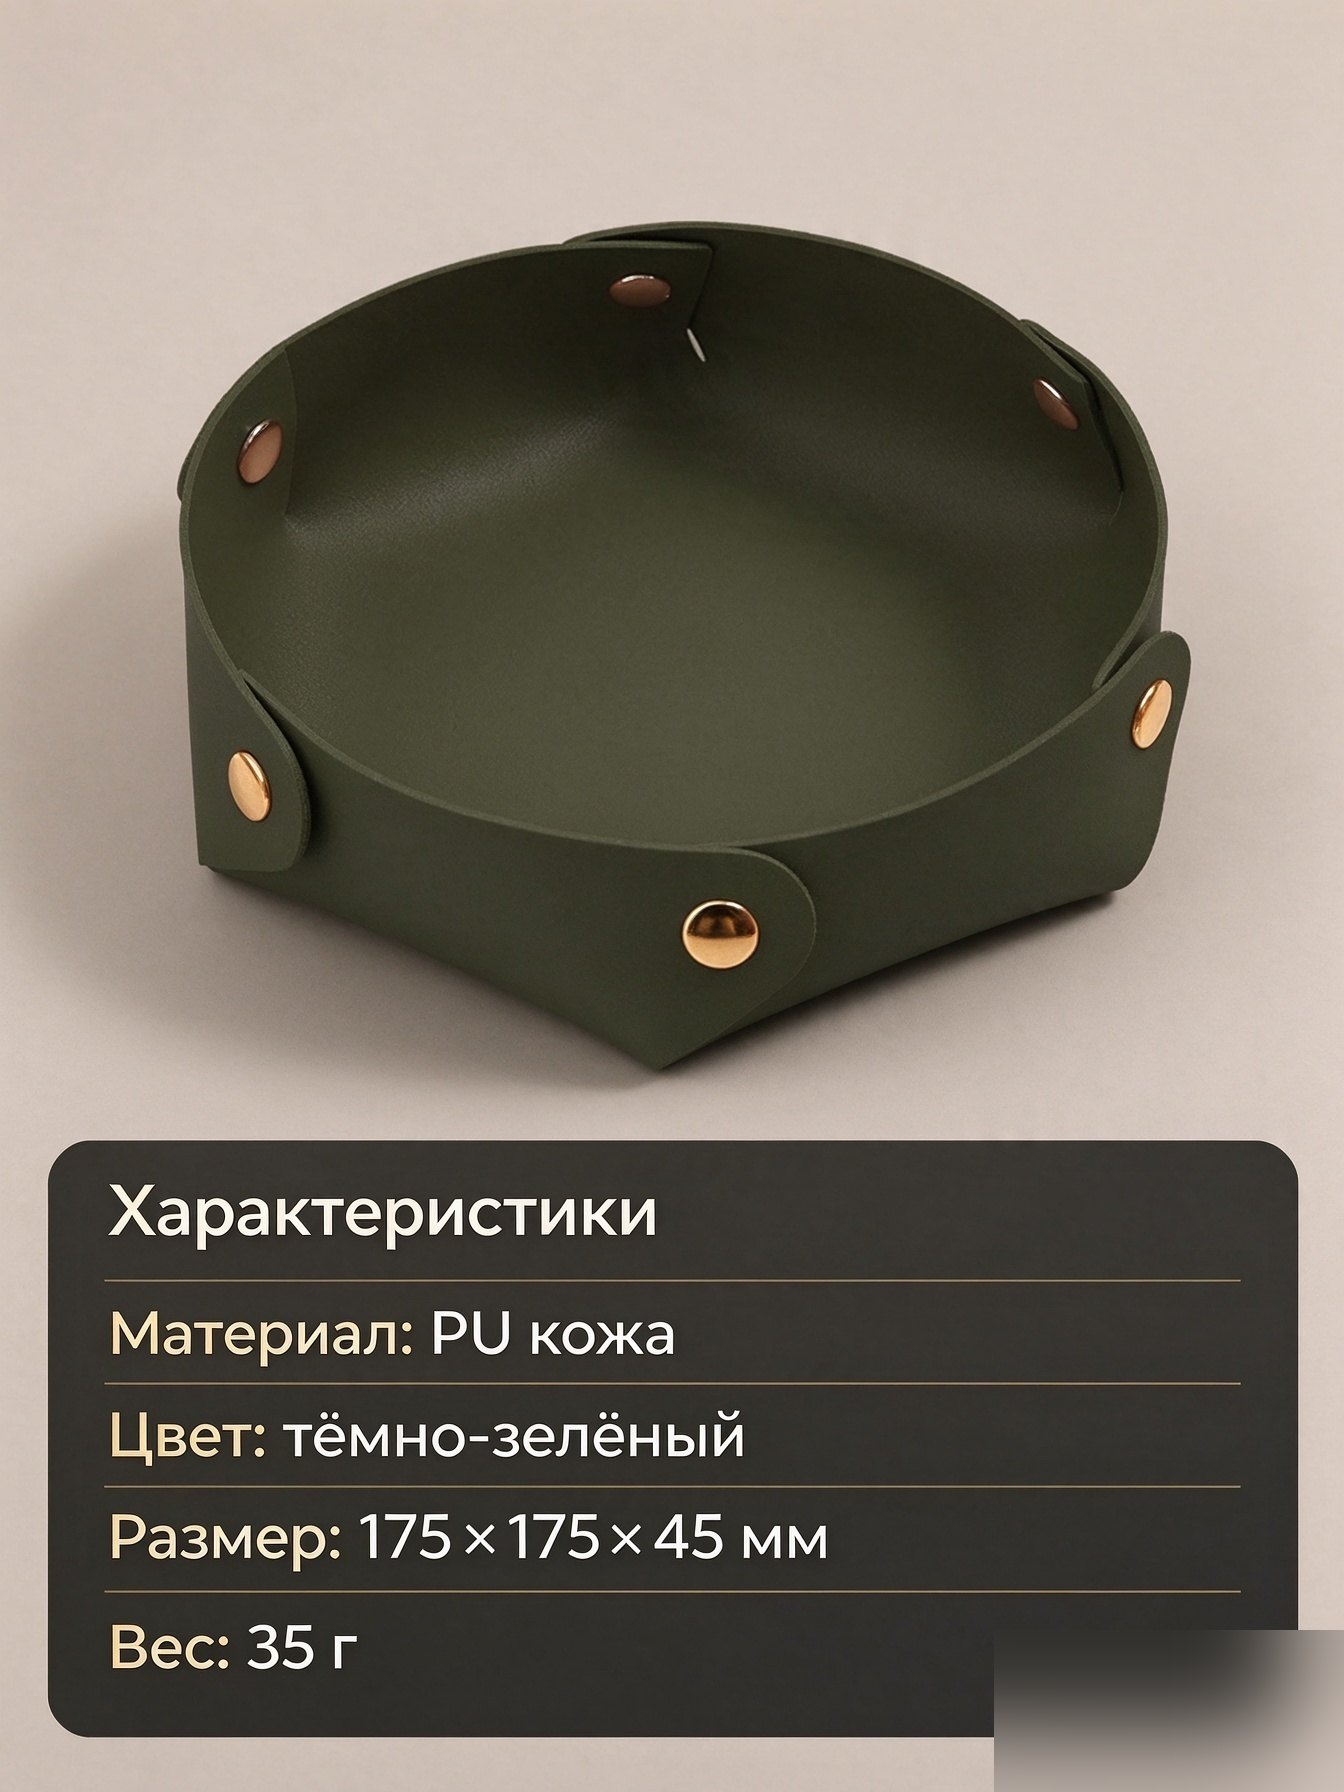 Характеристики
Материал: PU кожа
Цвет: тёмно-зелёный
Размер: 175×175×45 мм
Вес: 35 г